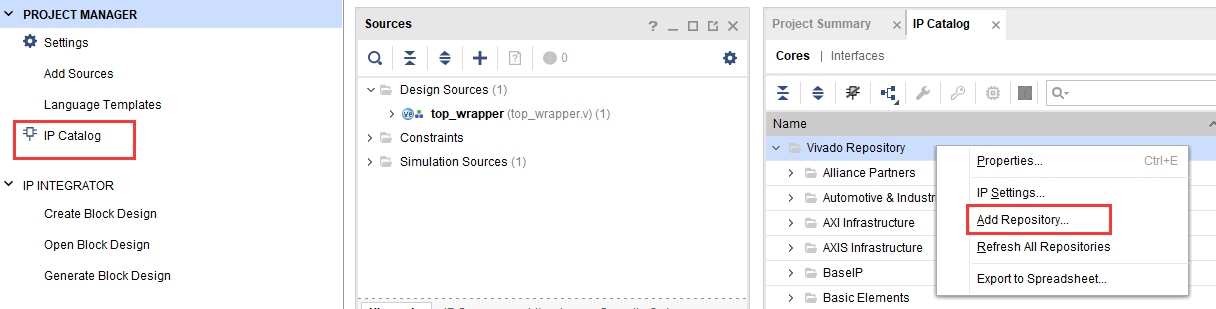 PROJECT MANAGER
Settings
Add Sources
Language Templates
IP Catalog
IP INTEGRATOR
Create Block Design
Open Block Design
Generate Block Design
Sources
0
Design Sources (1)
top_wrapper (top_wrapper.v) (1)
Constraints
Simulation Sources (1)
Project Summary
IP Catalog
Cores | Interfaces
Name
Vivado Repository
Alliance Partners
Automotive & Industr
AXI Infrastructure
AXIS Infrastructure
BaseIP
Basic Elements
Properties... Ctrl+E
IP Settings...
Add Repository...
Refresh All Repositories
Export to Spreadsheet...